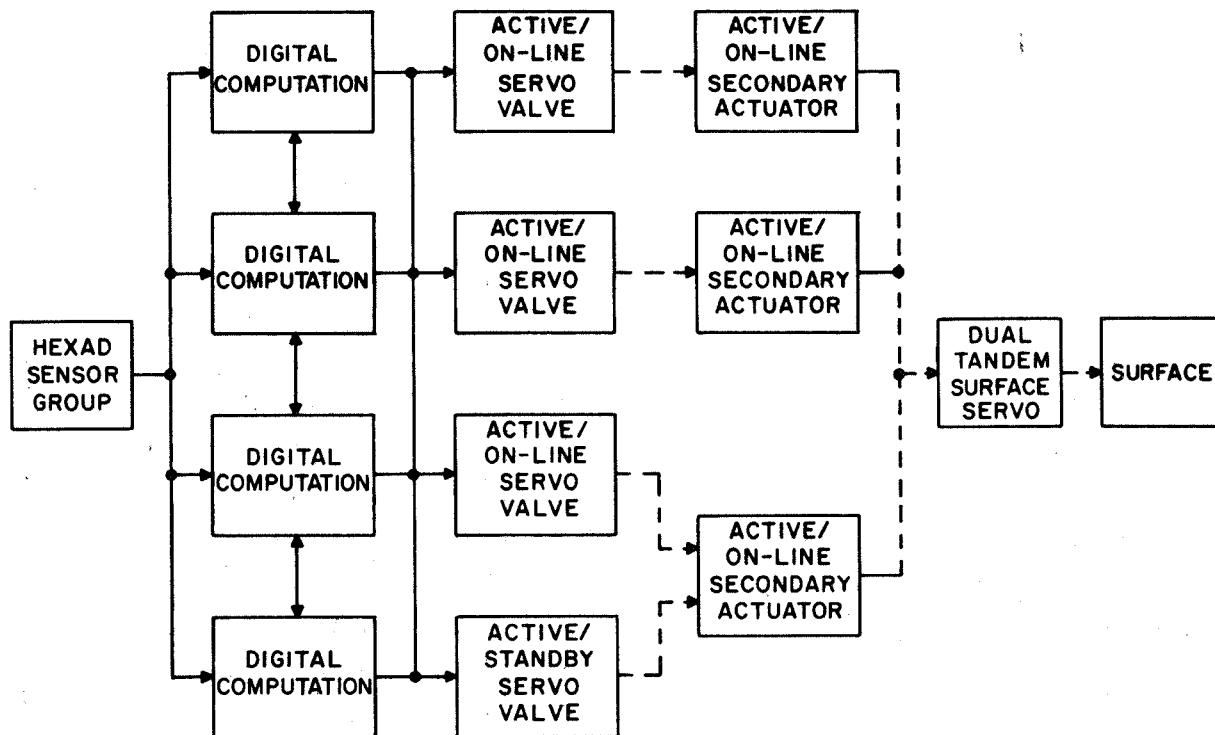 HEXAD
SENSOR
GROUP
DIGITAL
COMPUTATION
DIGITAL
COMPUTATION
DIGITAL
COMPUTATION
DIGITAL
COMPUTATION
ACTIVE/
ON-LINE
SERVO
VALVE
ACTIVE/
ON-LINE
SERVO
VALVE
ACTIVE/
ON-LINE
SERVO
VALVE
ACTIVE/
STANDBY
SERVO
VALVE
ACTIVE/
ON-LINE
SECONDARY
ACTUATOR
ACTIVE/
ON-LINE
SECONDARY
ACTUATOR
ACTIVE/
ON-LINE
SECONDARY
ACTUATOR
DUAL
TANDEM
SURFACE
SERVO
SURFACE